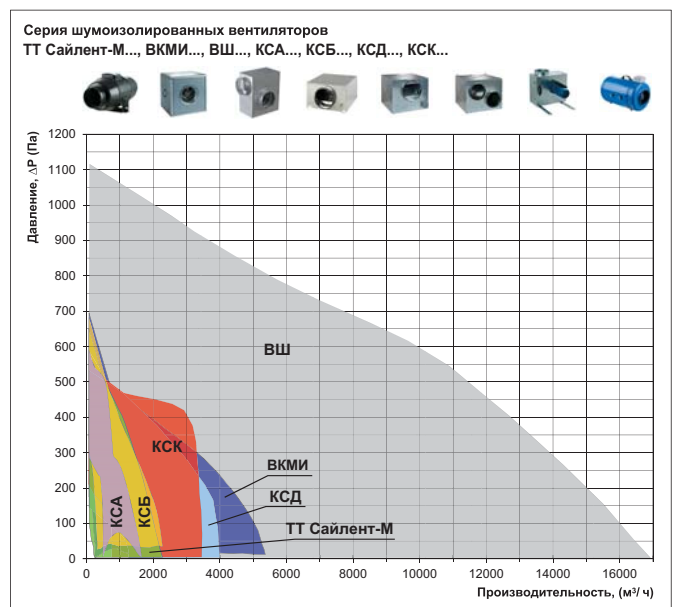 Серия шумоизолированных вентиляторов
ТТ Сайлент-М..., ВКМИ..., ВШ..., КСА..., КСБ..., КСД..., КСК...
Давление, ΔP (Па)
1200
1100
1000
900
800
700
600
500
400
300
200
100
0
ВШ
КСК
ВКМИ
КСД
ТТ Сайлент-М
КСА
КСБ
0 2000 4000 6000 8000 10000 12000 14000 16000
Производительность, (м³/ ч)